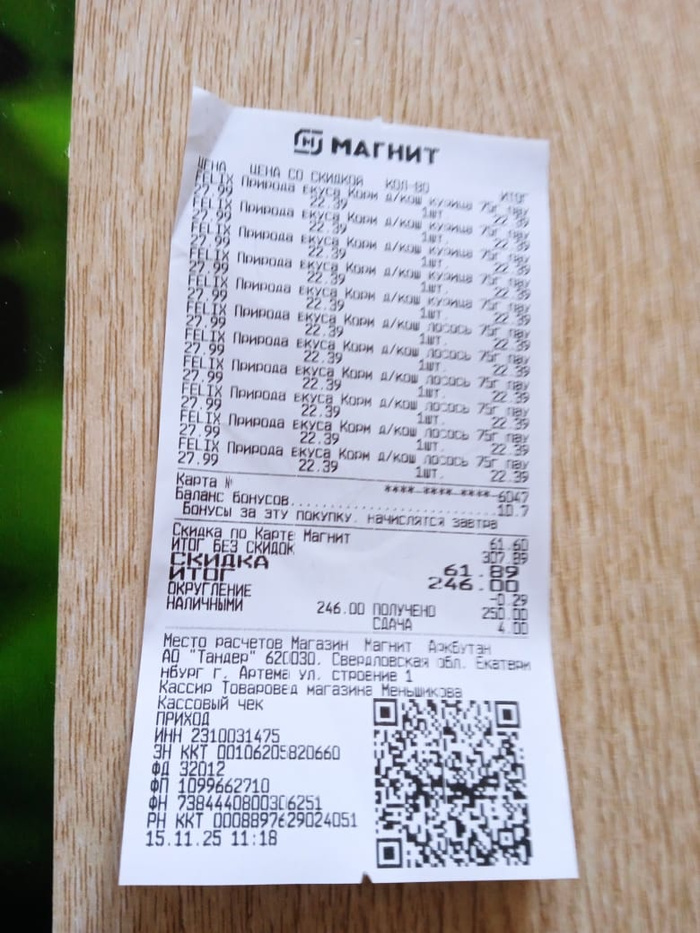 МАГНИТ
ЦЕНА ЦЕНА СО СКИДКОЙ КОЛ-ВО ИТОГ
FELIX Природа вкуса Корм д/кош курица 75г пау
27.99 22.39 1шт. 22.39
FELIX Природа вкуса Корм д/кош курица 75г пау
27.99 22.39 1шт. 22.39
FELIX Природа вкуса Корм д/кош курица 75г пау
27.99 22.39 1шт. 22.39
FELIX Природа вкуса Корм д/кош курица 75г пау
27.99 22.39 1шт. 22.39
FELIX Природа вкуса Корм д/кош курица 75г пау
27.99 22.39 1шт. 22.39
FELIX Природа вкуса Корм д/кош лосось 75г пау
27.99 22.39 1шт. 22.39
FELIX Природа вкуса Корм д/кош лосось 75г пау
27.99 22.39 1шт. 22.39
FELIX Природа вкуса Корм д/кош лосось 75г пау
27.99 22.39 1шт. 22.39
FELIX Природа вкуса Корм д/кош лосось 75г пау
27.99 22.39 1шт. 22.39
FELIX Природа вкуса Корм д/кош лосось 75г пау
27.99 22.39 1шт. 22.39
FELIX Природа вкуса Корм д/кош лосось 75г пау
27.99 22.39 1шт. 22.39
Карта № **** **** **** 6047
Баланс бонусов 10.7
Бонусы за эту покупку начислятся завтра
Скидка по Карте Магнит 61.60
ИТОГ БЕЗ СКИДОК 307.89
СКИДКА 61.89
ИТОГ 246.00
ОКРУГЛЕНИЕ -0.29
НАЛИЧНЫМИ 246.00 ПОЛУЧЕНО 250.00
СДАЧА 4.00
Место расчетов Магазин Магнит Аркбутан
АО "Тандер" 620030, Свердловская обл. Екатери
нбург г, Артема ул, строение 1
Кассир Товаровед магазина Меньшикова
Кассовый чек
ПРИХОД
ИНН 2310031475
ЗН ККТ 00106205820660
ФД 32012
ФП 1099662710
ФН 7384440800306251
РН ККТ 0008897629024051
15.11.25 11:18